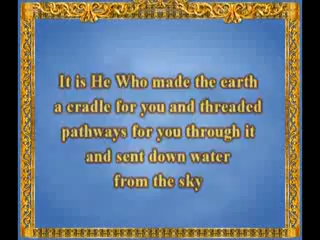 It is He Who made the earth
a cradle for you and threaded
pathways for you through it
and sent down water
from the sky